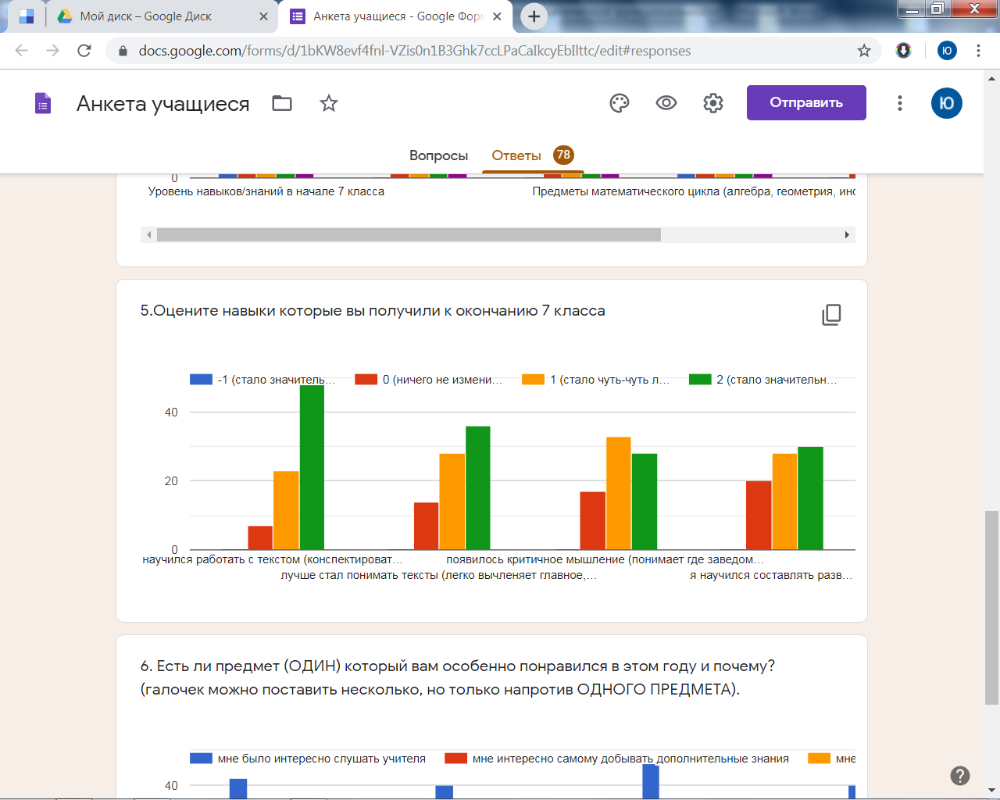 Мой диск – Google Диск
Анкета учащиеся - Google Фор
docs.google.com/forms/d/1bKW8evf4fnl-VZis0n1B3Ghk7ccLPaCaIkcyEbIlttc/edit#responses
Ю
Анкета учащиеся
Отправить
Ю
Вопросы
Ответы 78
0
Уровень навыков/знаний в начале 7 класса
Предметы математического цикла (алгебра, геометрия, инф
5.Оцените навыки которые вы получили к окончанию 7 класса
-1 (стало значитель… 0 (ничего не измени… 1 (стало чуть-чуть л… 2 (стало значительн…
40
20
0
научился работать с текстом (конспектироват… появилось критичное мышление (понимает где заведом…
лучше стал понимать тексты (легко вычленяет главное,… я научился составлять разв…
6. Есть ли предмет (ОДИН) который вам особенно понравился в этом году и почему?
(галочек можно поставить несколько, но только напротив ОДНОГО ПРЕДМЕТА).
мне было интересно слушать учителя мне интересно самому добывать дополнительные знания мне
40